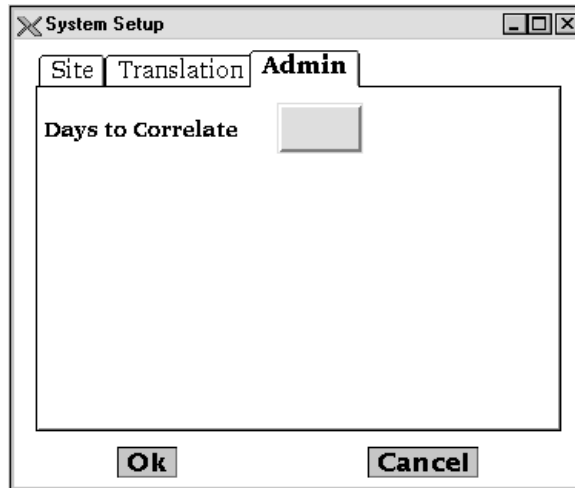 System Setup
Site Translation Admin
Days to Correlate
Ok Cancel